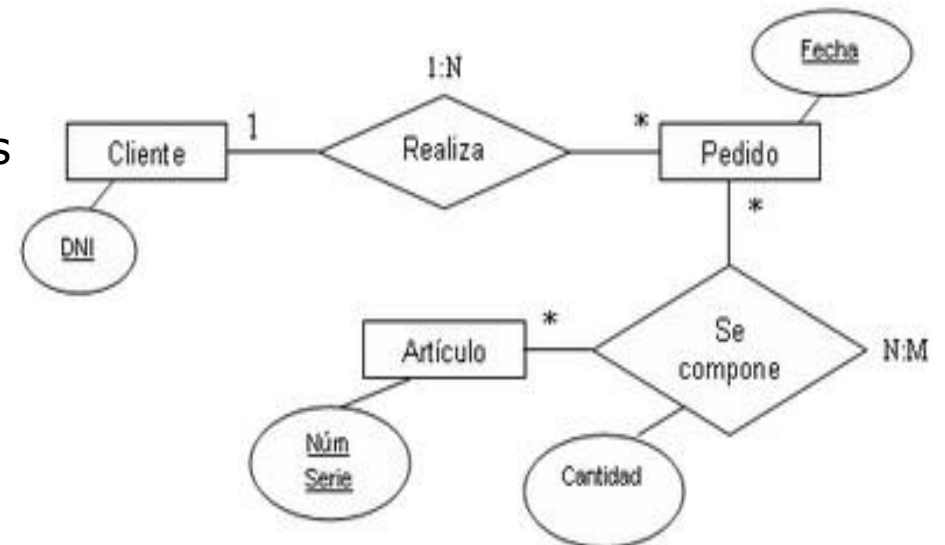 Fecha
1:N
s
Cliente
1
Realiza
*
Pedido
*
DNI
*
Artículo
Se
compone
N:M
Núm
Serie
Cantidad